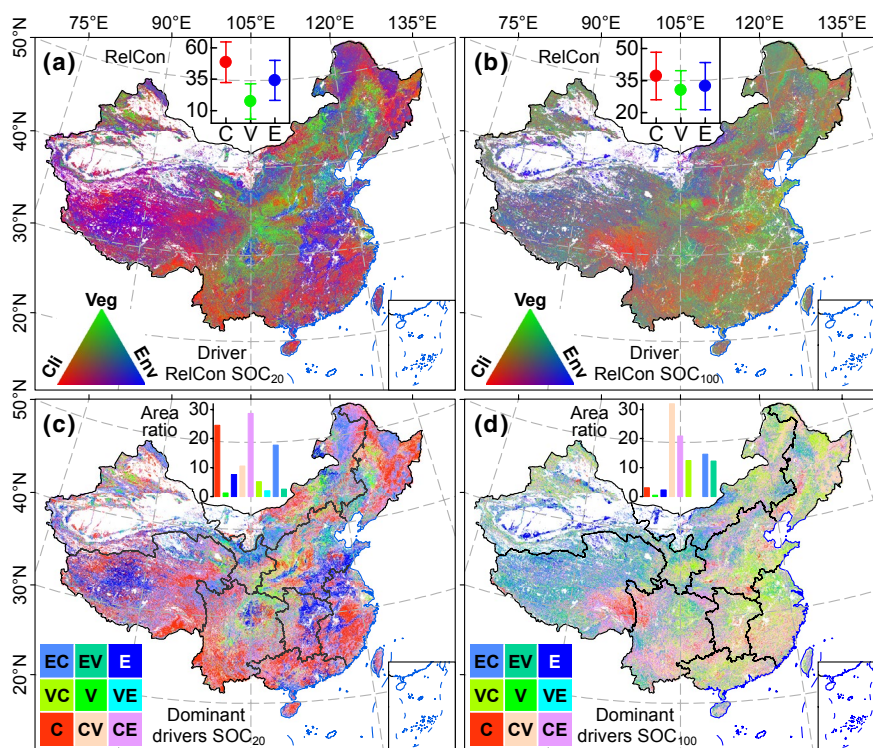 75°E 90°E 105°E 120°E 135°E
75°E 90°E 105°E 120°E 135°E
50°N
40°N
30°N
20°N
(a)
RelCon
60
35
10
C V E
Veg
Cli
Env
Driver
RelCon SOC₂₀
(b)
RelCon
50
35
20
C V E
Veg
Cli
Env
Driver
RelCon SOC₁₀₀
50°N
40°N
30°N
20°N
(c)
Area
ratio
30
20
10
0
EC EV E
VC V VE
C CV CE
Dominant
drivers SOC₂₀
(d)
Area
ratio
30
20
10
0
EC EV E
VC V VE
C CV CE
Dominant
drivers SOC₁₀₀